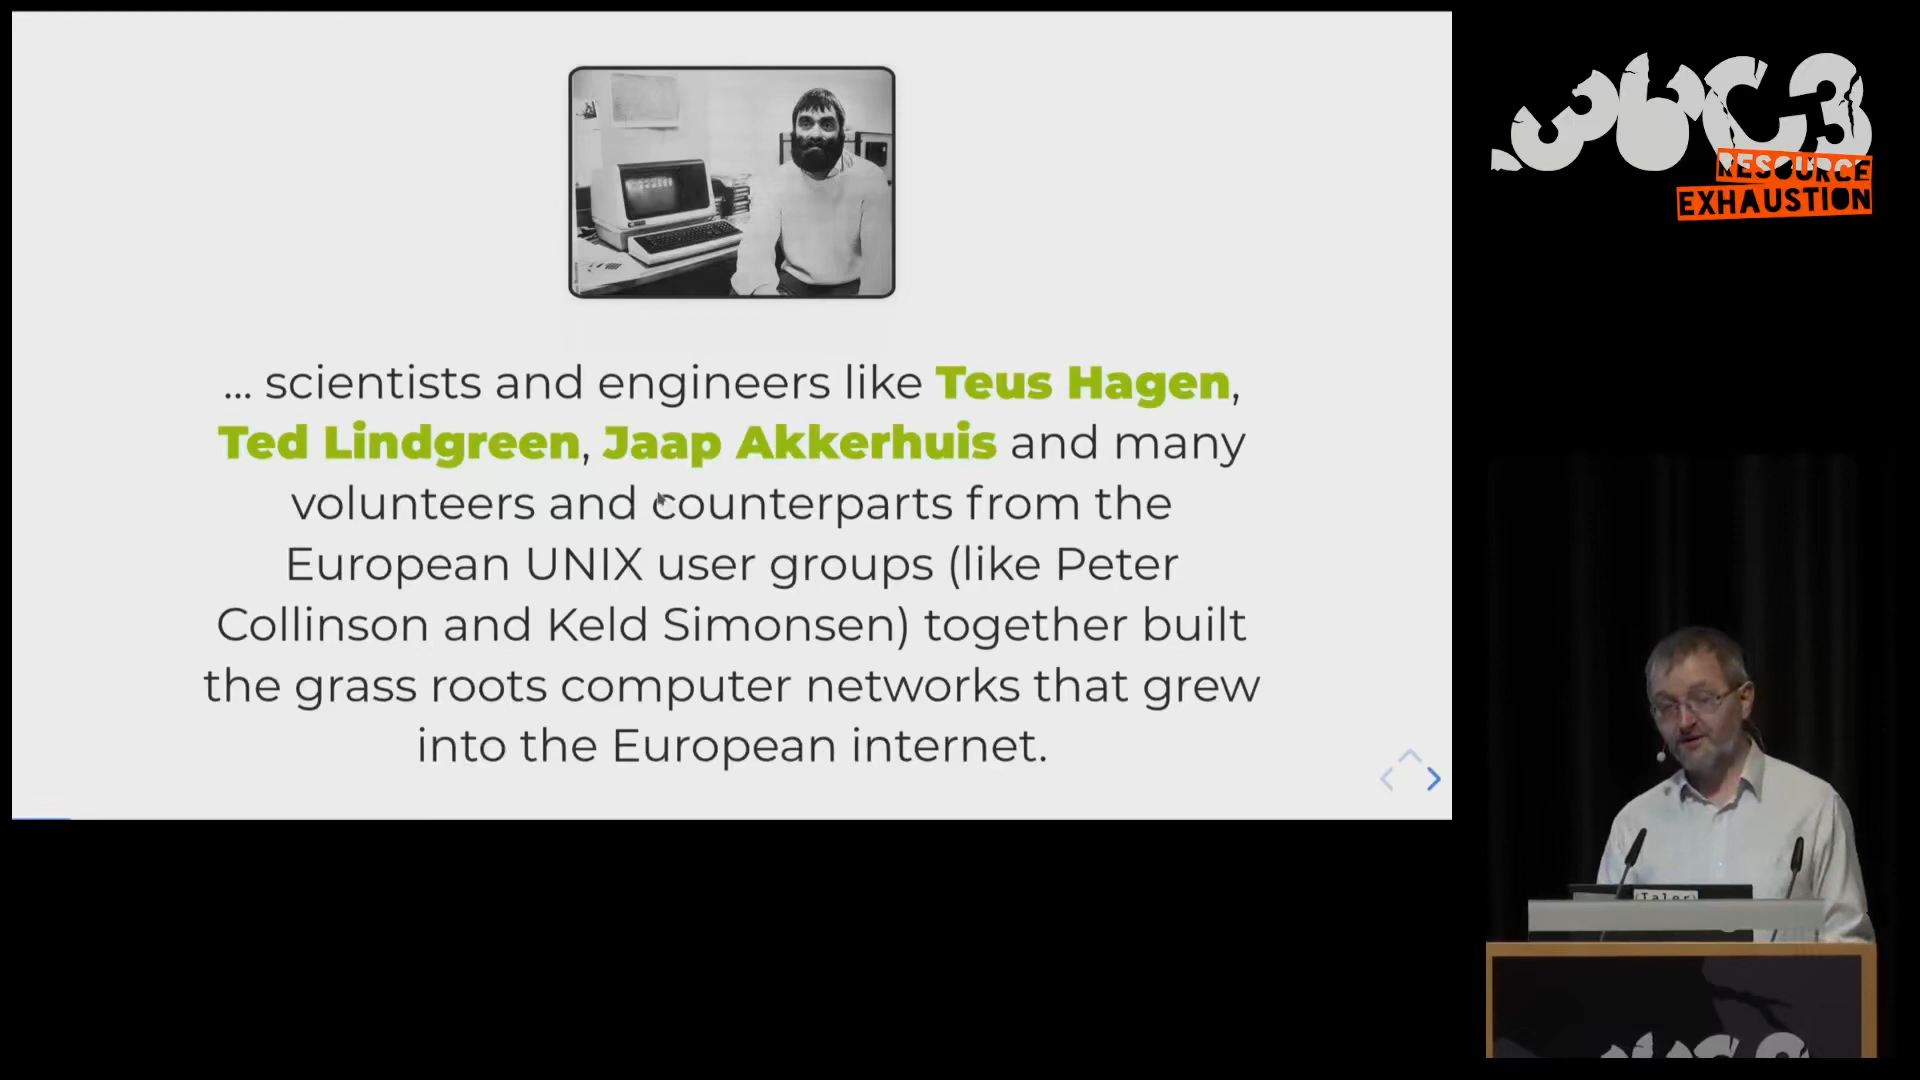 ... scientists and engineers like Teus Hagen,
Ted Lindgreen, Jaap Akkerhuis and many
volunteers and counterparts from the
European UNIX user groups (like Peter
Collinson and Keld Simonsen) together built
the grass roots computer networks that grew
into the European internet.
36C3
RESOURCE
EXHAUSTION
Taler